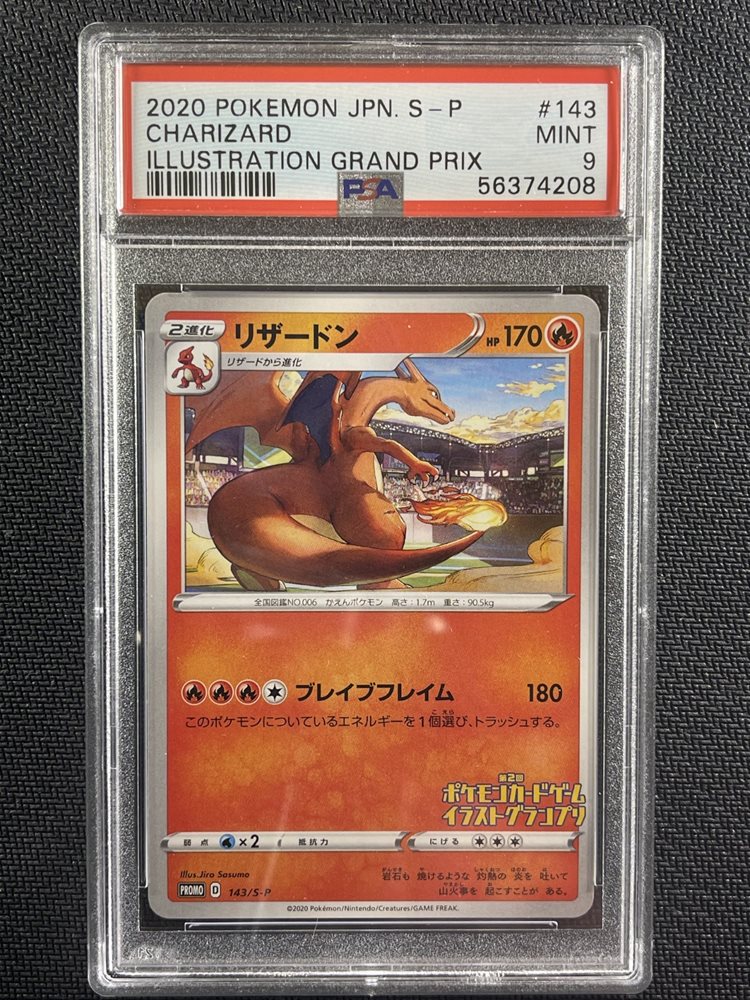 2020 POKEMON JPN. S-P #143
CHARIZARD MINT
ILLUSTRATION GRAND PRIX 9
PSA 56374208
2進化 リザードン HP 170
リザードから進化
全国図鑑NO.006 かえんポケモン 高さ:1.7m 重さ:90.5kg
ブレイブフレイム 180
このポケモンについているエネルギーを1個選び、トラッシュする。
第2回
ポケモンカードゲーム
イラストグランプリ
弱点 ×2 抵抗力 にげる
Illus.Jiro Sasumo
岩石も 焼けるような 灼熱の 炎を 吐いて
山火事を 起こすことが ある。
PROMO D 143/S-P
©2020 Pokémon/Nintendo/Creatures/GAME FREAK.